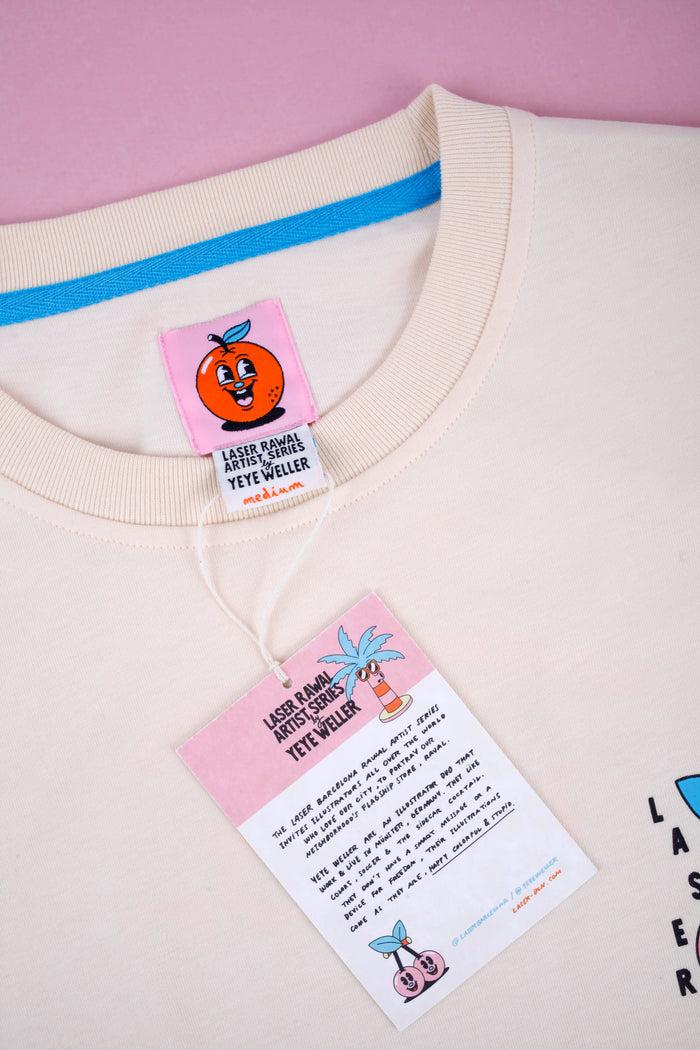 LASER RAWAL
ARTIST SERIES
by
YEYE WELLER
medium
LASER RAWAL
ARTIST SERIES
by
YEYE WELLER
THE LASER BARCELONA RAWAL ARTIST SERIES
INVITES ILLUSTRATORS ALL OVER THE WORLD
WHO LOVE OUR CITY TO PORTRAY OUR
NEIGHBORHOOD'S FLAGSHIP STORE, RAVAL.
YEYE WELLER ARE AN ILLUSTRATOR DUO THAT
WORK & LIVE IN MÜNSTER, GERMANY. THEY LIKE
COLORS, SOCCER & THE SIDECAR COCKTAIL.
THEY DON'T HAVE A SMART MESSAGE OR A
DEVICE FOR FREEDOM, THEIR ILLUSTRATIONS
COME AS THEY ARE, HAPPY COLORFUL & STUPID.
@LASERBARCELONA / @YEYEWELLER
LASER-BCN.COM
LASER